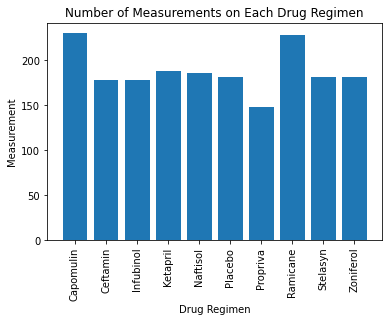 Number of Measurements on Each Drug Regimen
Measurement
200
150
100
50
0
Capomulin
Ceftamin
Infubinol
Ketapril
Naftisol
Placebo
Propriva
Ramicane
Stelasyn
Zoniferol
Drug Regimen